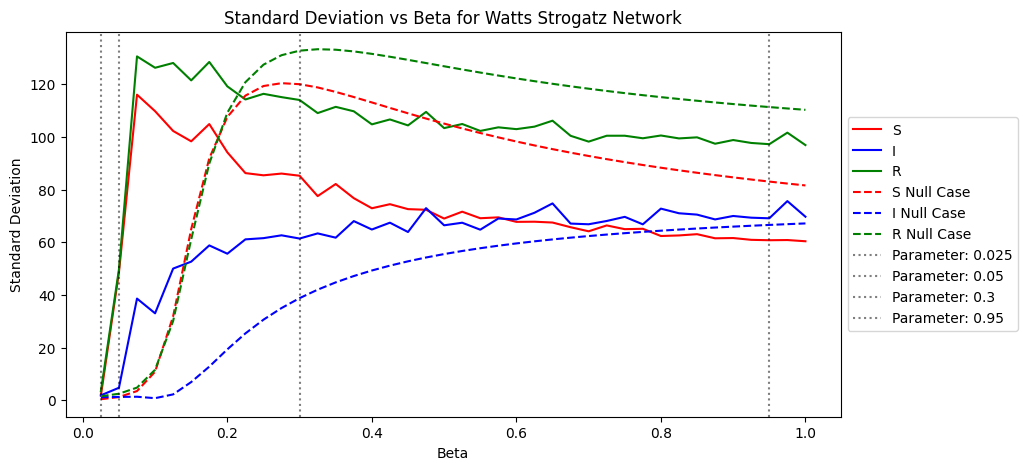 Standard Deviation vs Beta for Watts Strogatz Network
Standard Deviation
120
100
80
60
40
20
0
0.0
0.2
0.4
0.6
0.8
1.0
Beta
S
I
R
S Null Case
I Null Case
R Null Case
Parameter: 0.025
Parameter: 0.05
Parameter: 0.3
Parameter: 0.95